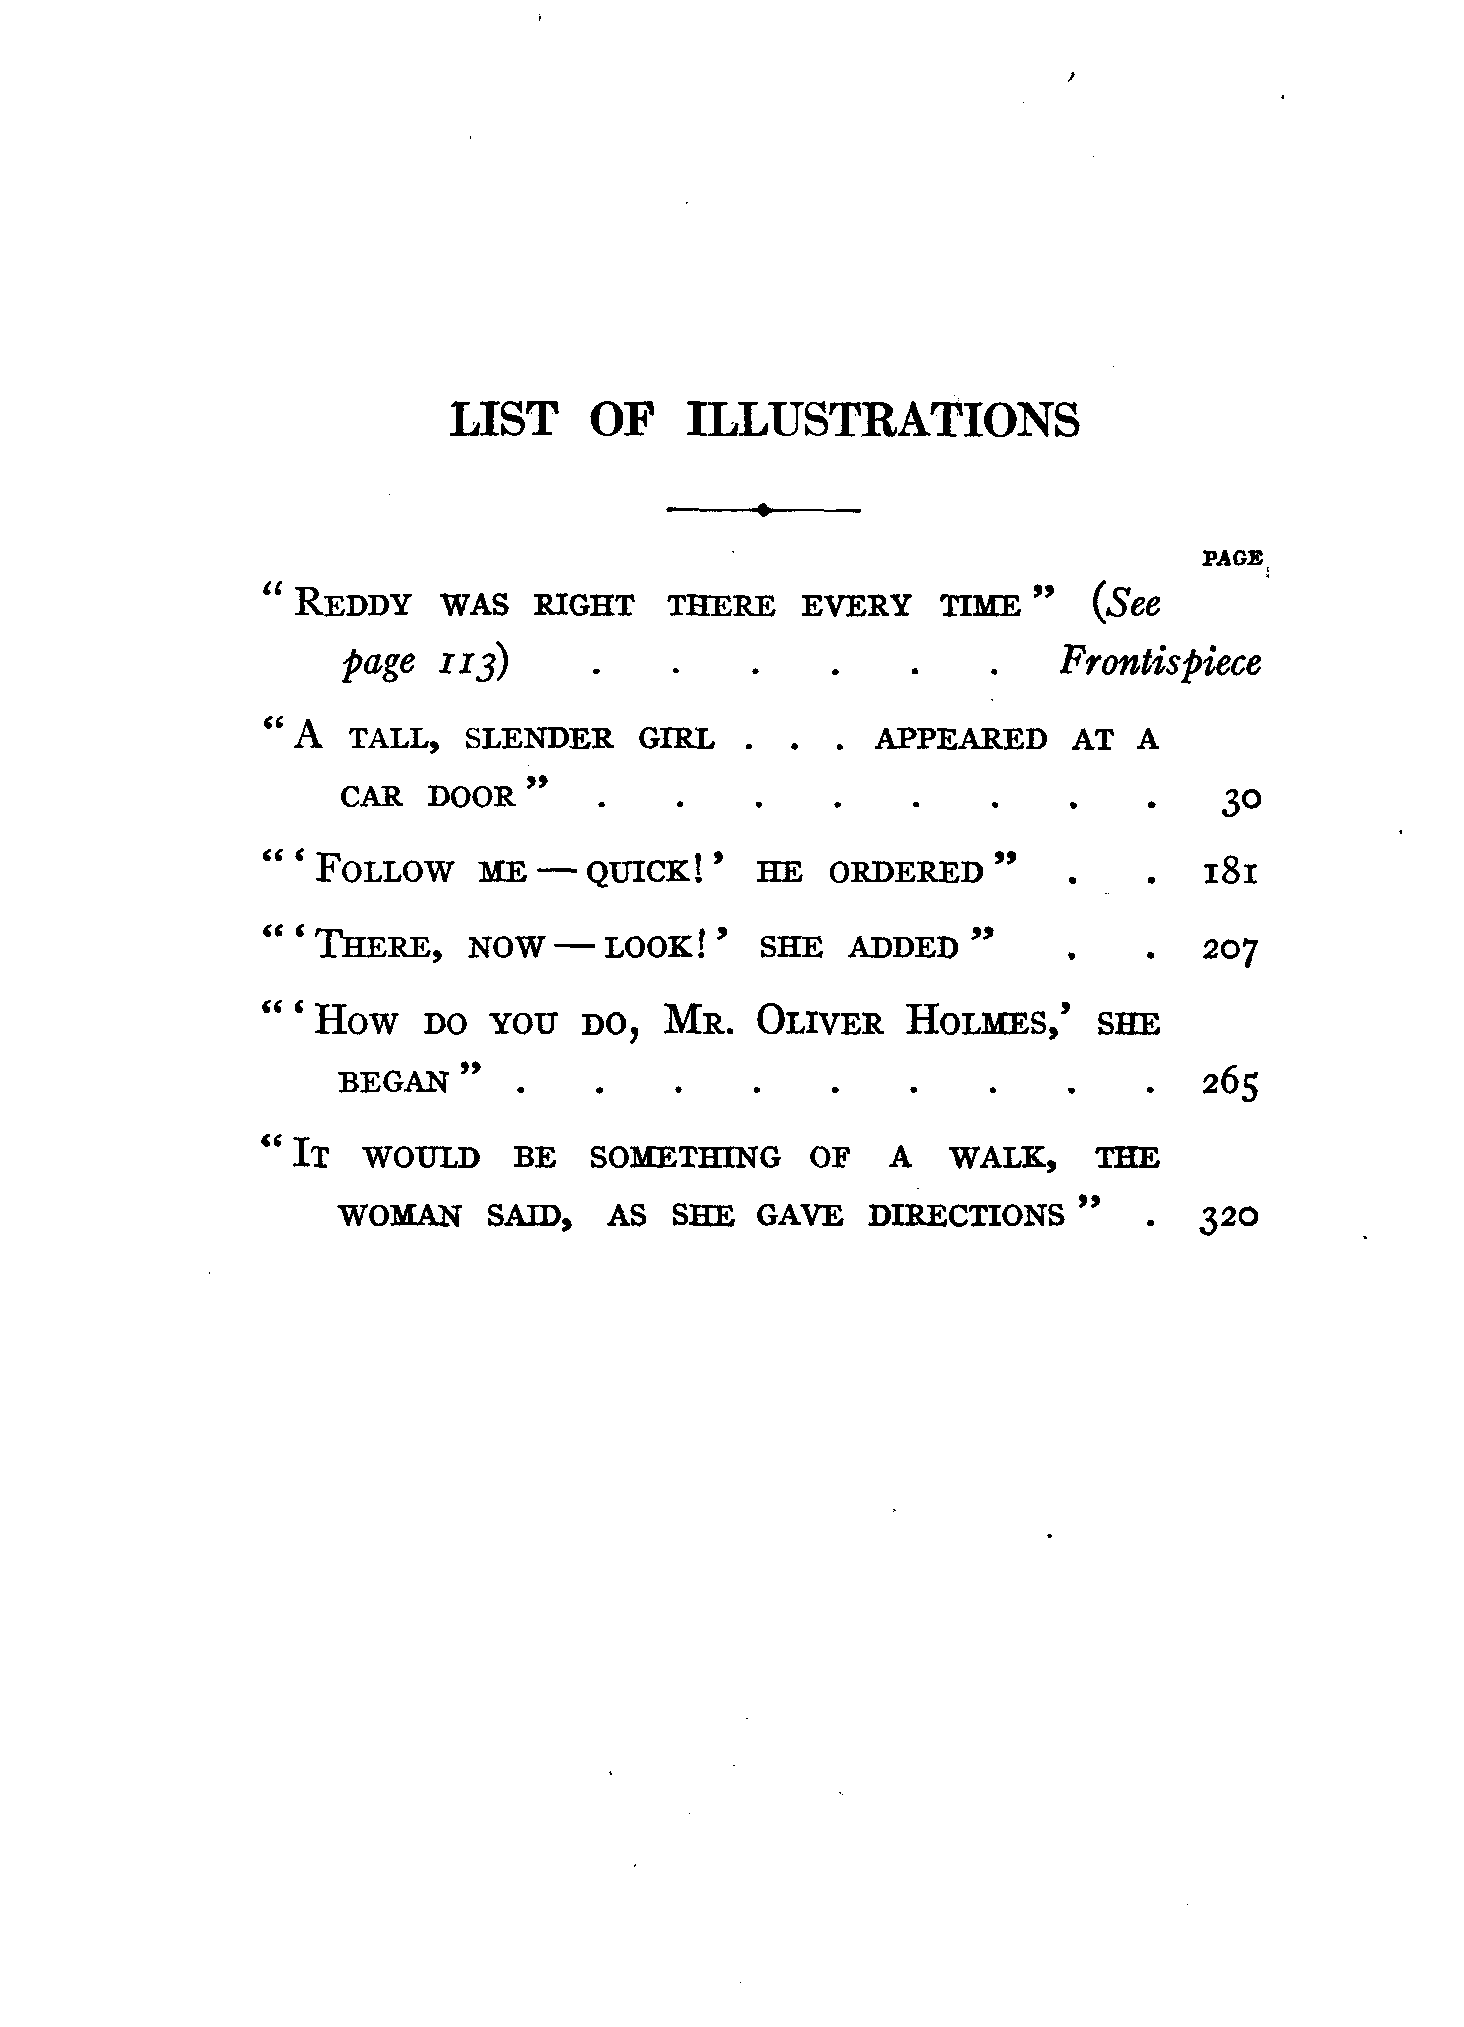 LIST OF ILLUSTRATIONS
PAGE
"REDDY WAS RIGHT THERE EVERY TIME" (See
page 113) . . . . . . Frontispiece
"A TALL, SLENDER GIRL . . . APPEARED AT A
CAR DOOR" . . . . . . . . 30
"'FOLLOW ME—QUICK!' HE ORDERED" . . 181
"'THERE, NOW—LOOK!' SHE ADDED" . . 207
"'HOW DO YOU DO, MR. OLIVER HOLMES,' SHE
BEGAN" . . . . . . . . . 265
"IT WOULD BE SOMETHING OF A WALK, THE
WOMAN SAID, AS SHE GAVE DIRECTIONS" . 320